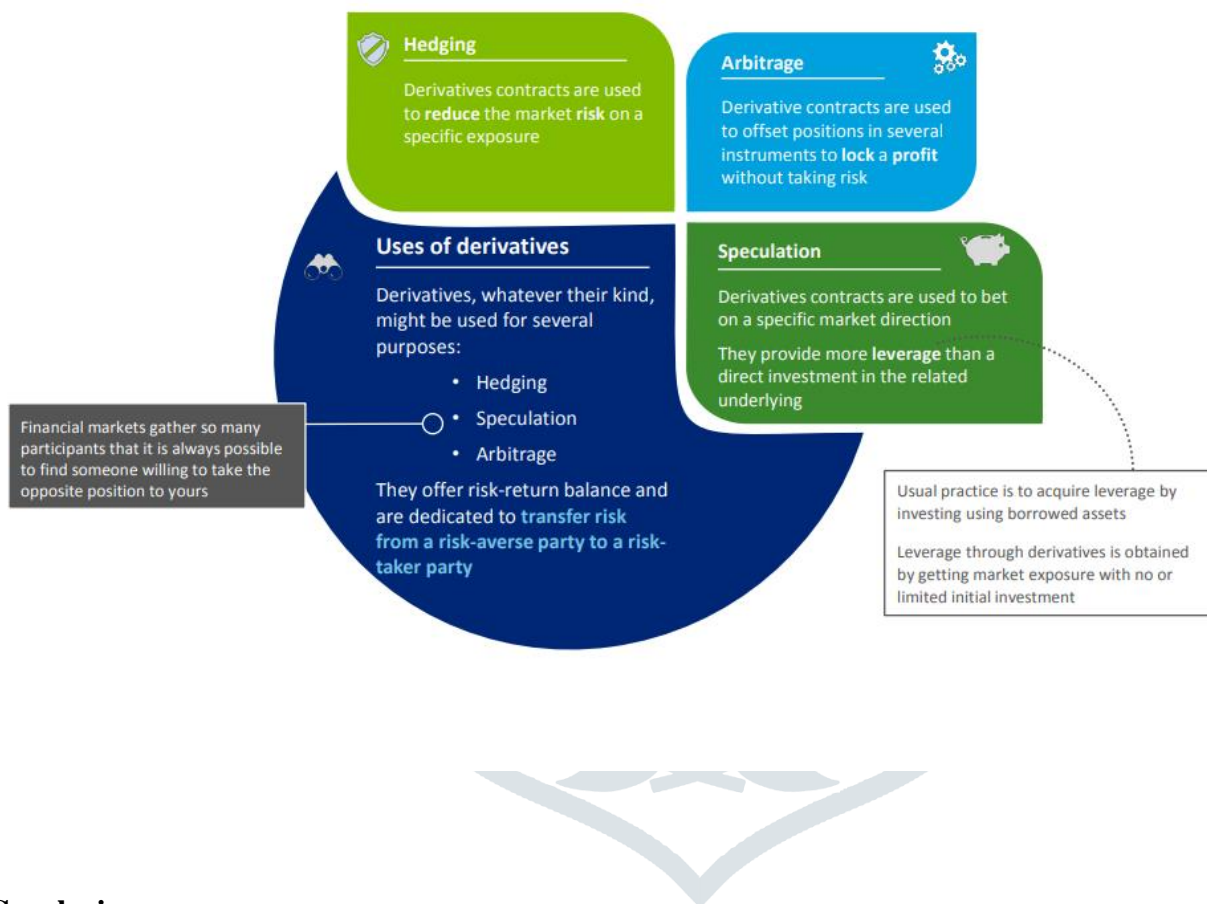 Hedging
Derivatives contracts are used
to reduce the market risk on a
specific exposure
Arbitrage
Derivative contracts are used
to offset positions in several
instruments to lock a profit
without taking risk
Uses of derivatives
Derivatives, whatever their kind,
might be used for several
purposes:
• Hedging
• Speculation
• Arbitrage
They offer risk-return balance and
are dedicated to transfer risk
from a risk-averse party to a risk-
taker party
Speculation
Derivatives contracts are used to bet
on a specific market direction
They provide more leverage than a
direct investment in the related
underlying
Financial markets gather so many
participants that it is always possible
to find someone willing to take the
opposite position to yours
Usual practice is to acquire leverage by
investing using borrowed assets
Leverage through derivatives is obtained
by getting market exposure with no or
limited initial investment